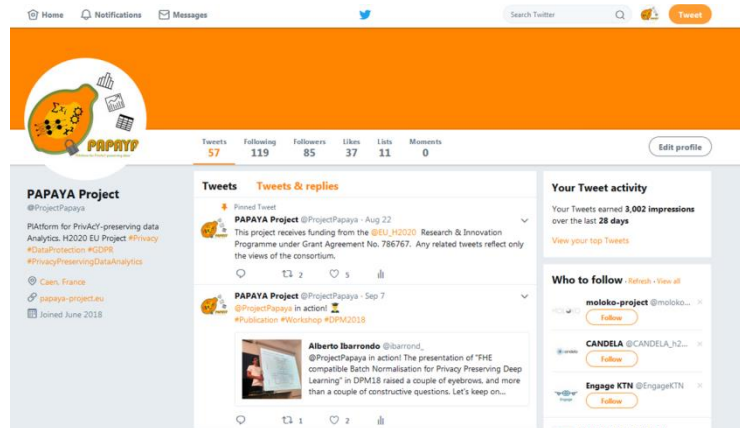 Home Notifications Messages Search Twitter Tweet
PAPAYA
Tweets Following Followers Likes Lists Moments
57 119 85 37 11 0
Edit profile
PAPAYA Project
@ProjectPapaya
PlAtform for PrivAcY-preserving data
Analytics. H2020 EU Project #Privacy
#DataProtection #GDPR
#PrivacyPreservingDataAnalytics
Caen, France
papaya-project.eu
Joined June 2018
Tweets Tweets & replies
Pinned Tweet
PAPAYA Project @ProjectPapaya · Aug 22
This project receives funding from the @EU_H2020 Research & Innovation
Programme under Grant Agreement No. 786767. Any related tweets reflect only
the views of the consortium.
2 5
PAPAYA Project @ProjectPapaya · Sep 7
@ProjectPapaya in action!
#Publication #Workshop #DPM2018
Alberto Ibarrondo @ibarrond_
@ProjectPapaya in action! The presentation of "FHE
compatible Batch Normalisation for Privacy Preserving Deep
Learning" in DPM18 raised a couple of eyebrows, and more
than a couple of constructive questions. Let's keep on...
1 2
Your Tweet activity
Your Tweets earned 3,002 impressions
over the last 28 days
View your top Tweets
Who to follow · Refresh · View all
moloko-project @moloko...
Follow
CANDELA @CANDELA_h2...
Follow
Engage KTN @EngageKTN
Follow